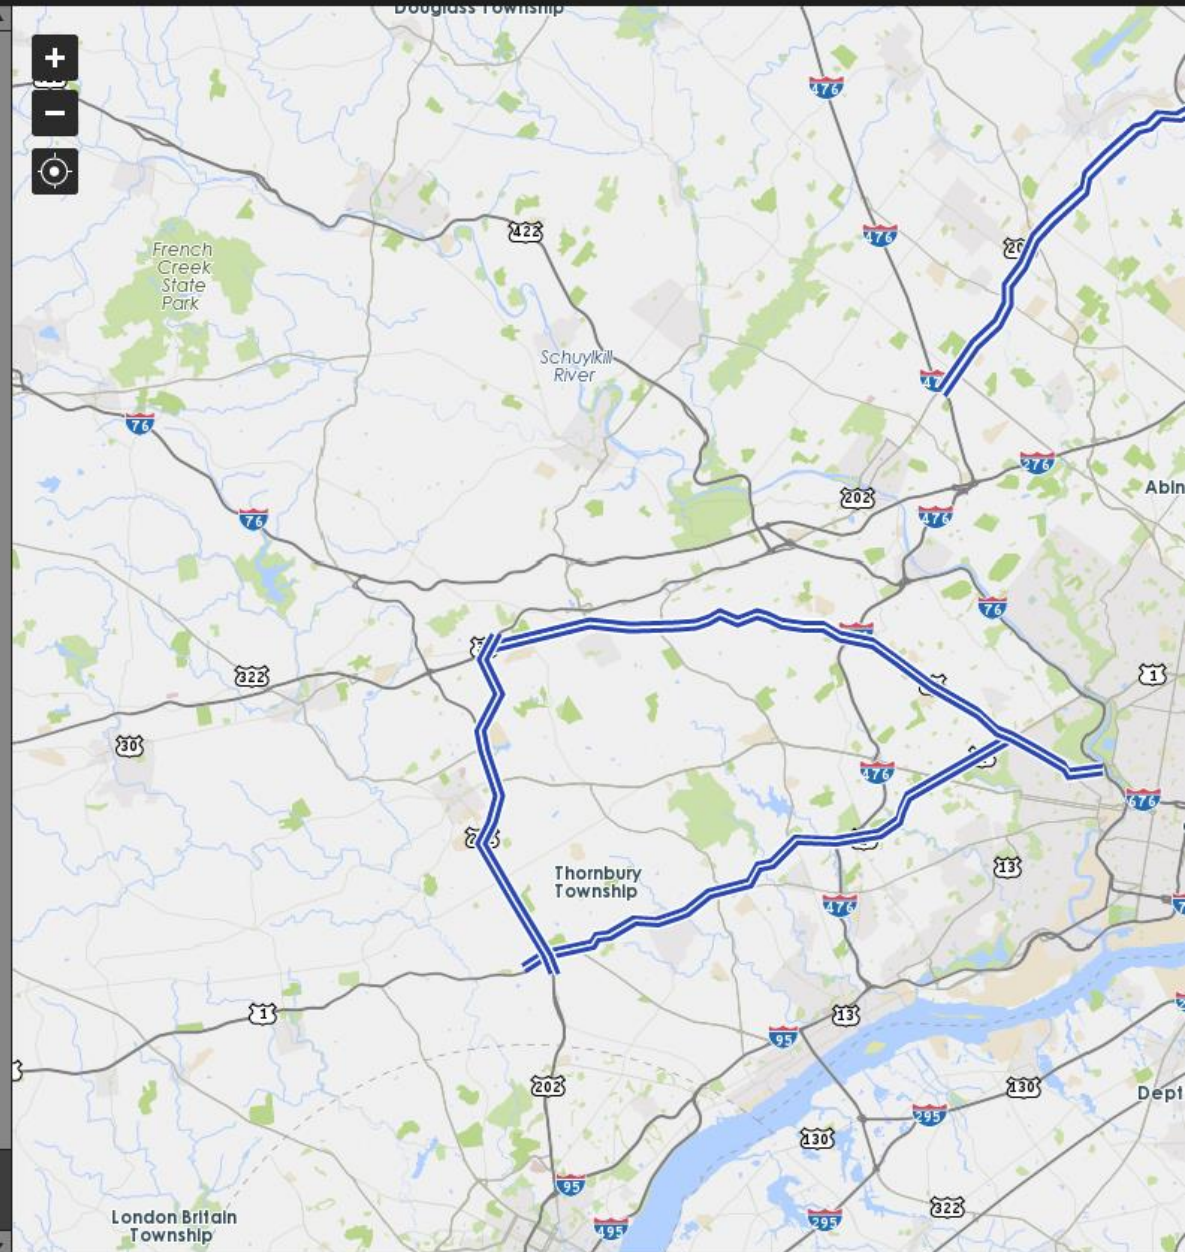 Douglass Township
+
−
476
422
476
20
French
Creek
State
Park
Schuylkill
River
47
76
276
202
Abin
476
76
76
322
1
30
476
676
13
Thornbury
Township
476
1
13
95
202
130
Dept
295
130
95
322
London Britain
Township
295
495